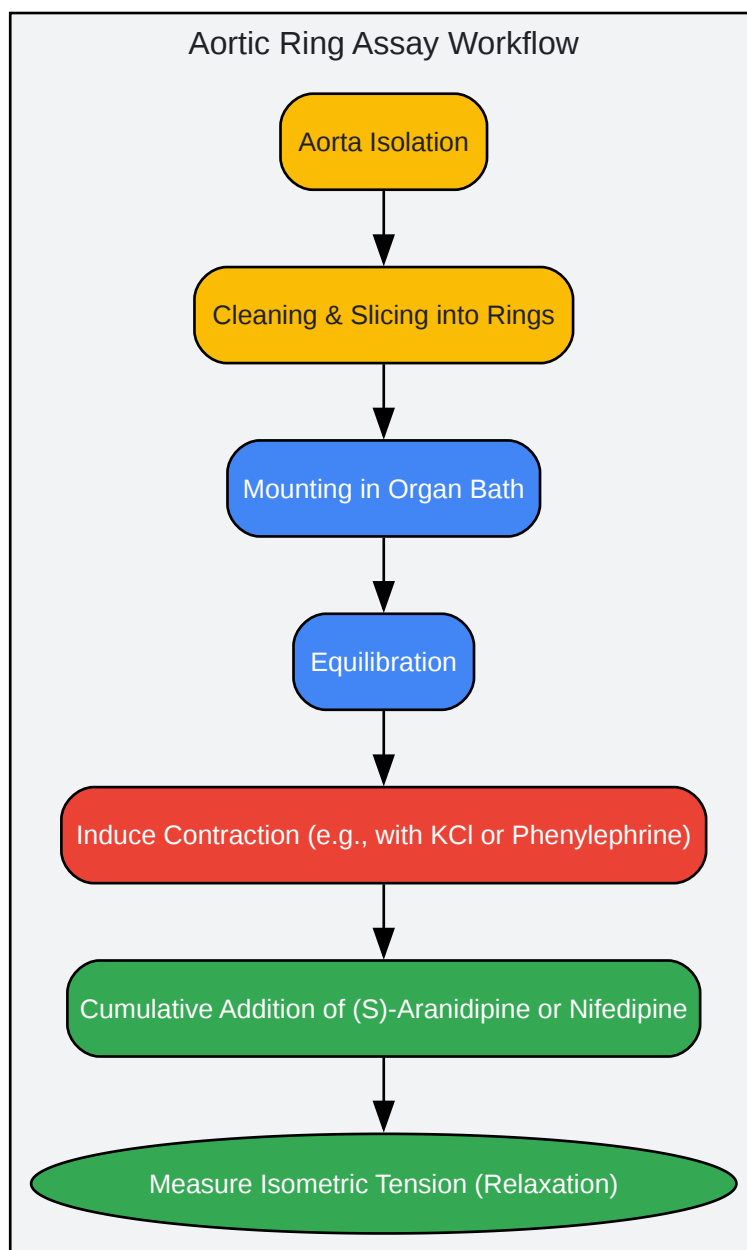 Aortic Ring Assay Workflow
Aorta Isolation
Cleaning & Slicing into Rings
Mounting in Organ Bath
Equilibration
Induce Contraction (e.g., with KCl or Phenylephrine)
Cumulative Addition of (S)-Aranidipine or Nifedipine
Measure Isometric Tension (Relaxation)